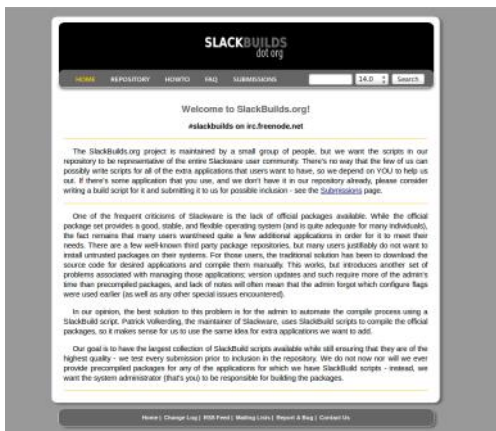 SLACKBUILDS
dot org
HOME REPOSITORY HOWTO FAQ SUBMISSIONS 14.0 Search
Welcome to SlackBuilds.org!
#slackbuilds on irc.freenode.net
The SlackBuilds.org project is maintained by a small group of people, but we want the scripts in our
repository to be representative of the entire Slackware user community. There's no way that the few of us can
possibly write scripts for all of the extra applications that users want to have, so we depend on YOU to help us
out. If there's some application that you use, and we don't have it in our repository already, please consider
writing a build script for it and submitting it to us for possible inclusion - see the Submissions page.
One of the frequent criticisms of Slackware is the lack of official packages available. While the official
package set provides a good, stable, and flexible operating system (and is quite adequate for many individuals),
the fact remains that many users want/need quite a few additional applications in order for it to meet their
needs. There are a few well-known third party package repositories, but many users justifiably do not want to
install untrusted packages on their systems. For those users, the traditional solution has been to download the
source code for desired applications and compile them manually. This works, but introduces another set of
problems associated with managing those applications; version updates and such require more of the admin's
time than precompiled packages, and lack of notes will often mean that the admin forgot which configure flags
were used earlier (as well as any other special issues encountered).
In our opinion, the best solution to this problem is for the admin to automate the compile process using a
SlackBuild script. Patrick Volkerding, the maintainer of Slackware, uses SlackBuild scripts to compile the official
packages, so it makes sense for us to use the same idea for extra applications we want to add.
Our goal is to have the largest collection of SlackBuild scripts available while still ensuring that they are of the
highest quality - we test every submission prior to inclusion in the repository. We do not now nor will we ever
provide precompiled packages for any of the applications for which we have SlackBuild scripts - instead, we
want the system administrator (that's you) to be responsible for building the packages.
Home | Change Log | RSS Feed | Mailing Lists | Report A Bug | Contact Us